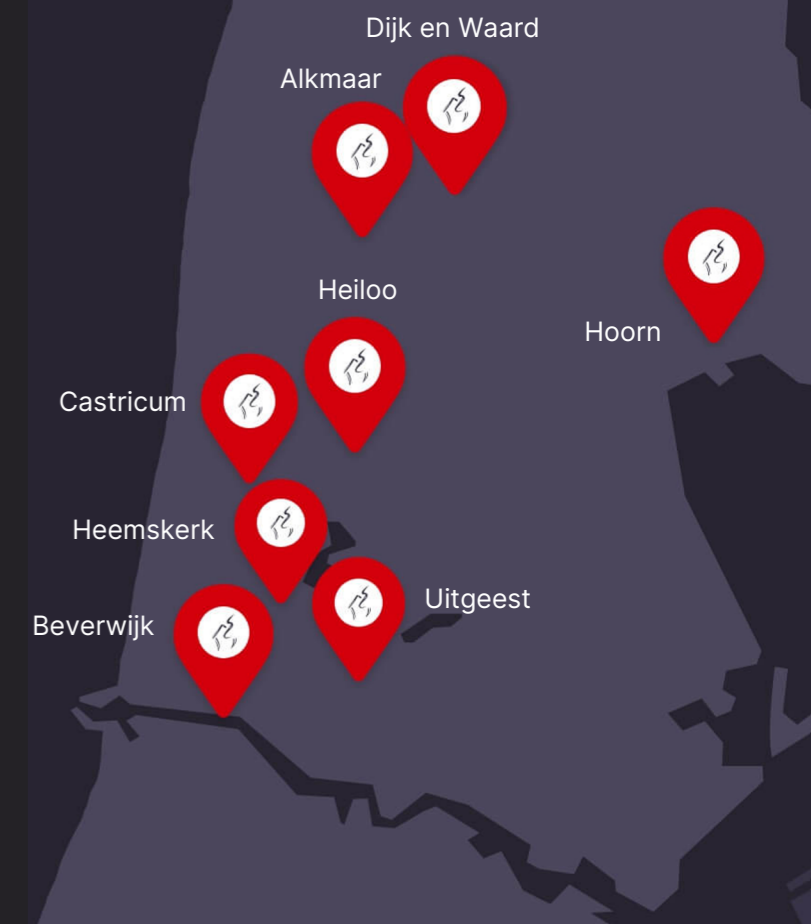 Dijk en Waard
Alkmaar
Heiloo
Hoorn
Castricum
Heemskerk
Uitgeest
Beverwijk